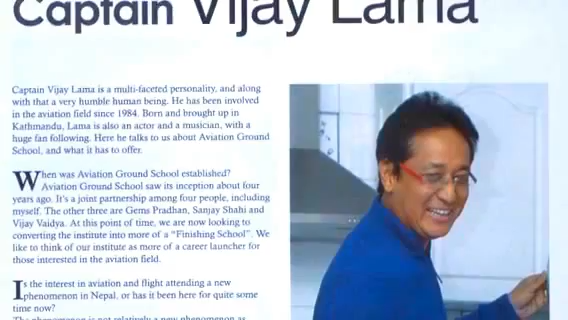 Captain Vijay Lama
Captain Vijay Lama is a multi-faceted personality, and along
with that a very humble human being. He has been involved
in the aviation field since 1984. Born and brought up in
Kathmandu, Lama is also an actor and a musician, with a
huge fan following. Here he talks to us about Aviation Ground
School, and what it has to offer.
When was Aviation Ground School established?
Aviation Ground School saw its inception about four
years ago. It's a joint partnership among four people, including
myself. The other three are Gems Pradhan, Sanjay Shahi and
Vijay Vaidya. At this point of time, we are now looking to
converting the institute into more of a "Finishing School". We
like to think of our institute as more of a career launcher for
those interested in the aviation field.
Is the interest in aviation and flight attending a new
phenomenon in Nepal, or has it been here for quite some
time now?
The phenomenon is not relatively a new phenomenon as